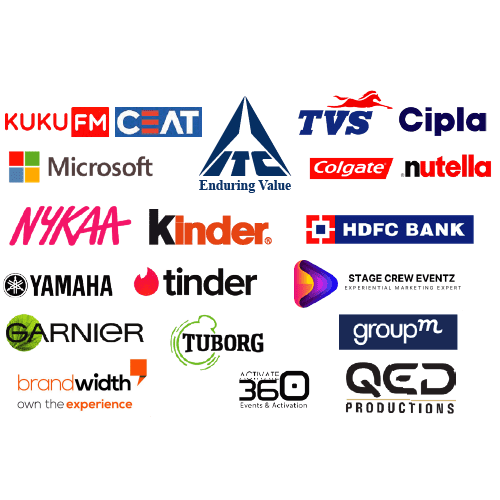 KUKU FM
CEAT
ITC
Enduring Value
TVS
Cipla
Microsoft
Colgate
nutella
NYKAA
kinder®
HDFC BANK
YAMAHA
tinder
STAGE CREW EVENTZ
EXPERIENTIAL MARKETING EXPERT
GARNIER
TUBORG
groupm
brandwidth
own the experience
ACTIVATE
360
Events & Activation
QED
PRODUCTIONS